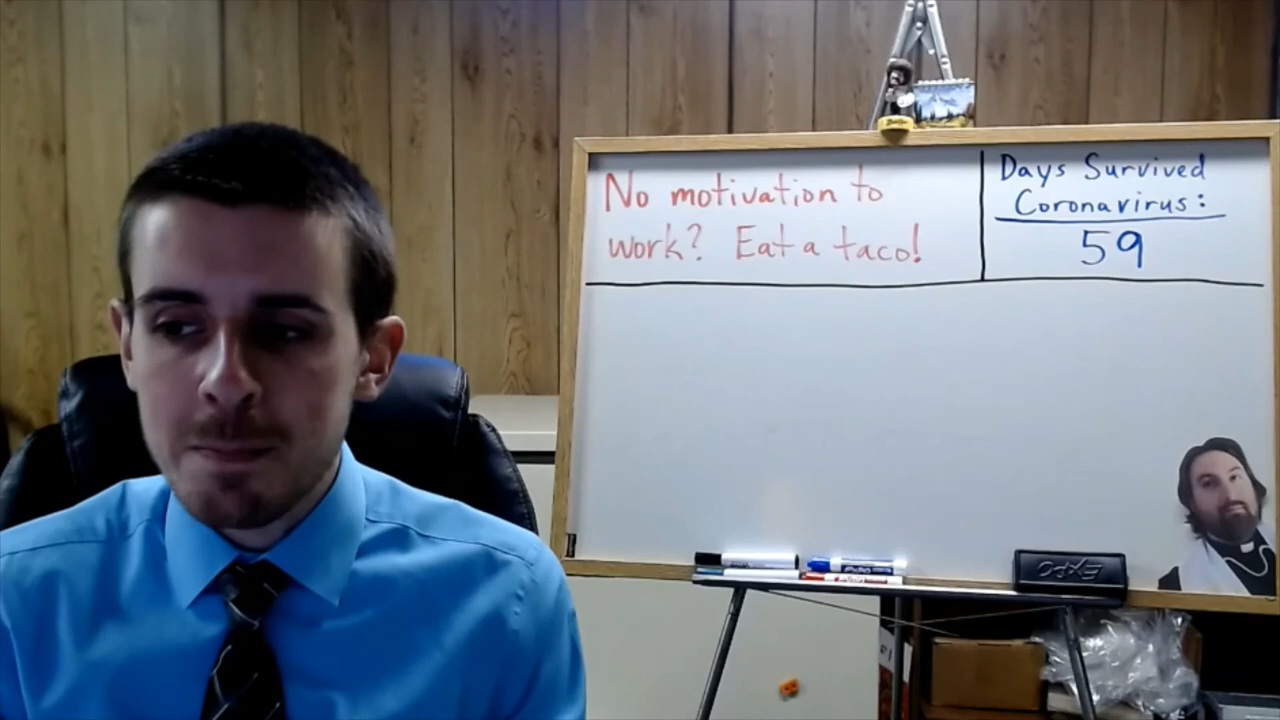 No motivation to
work? Eat a taco!
Days Survived
Coronavirus:
59
EXPO